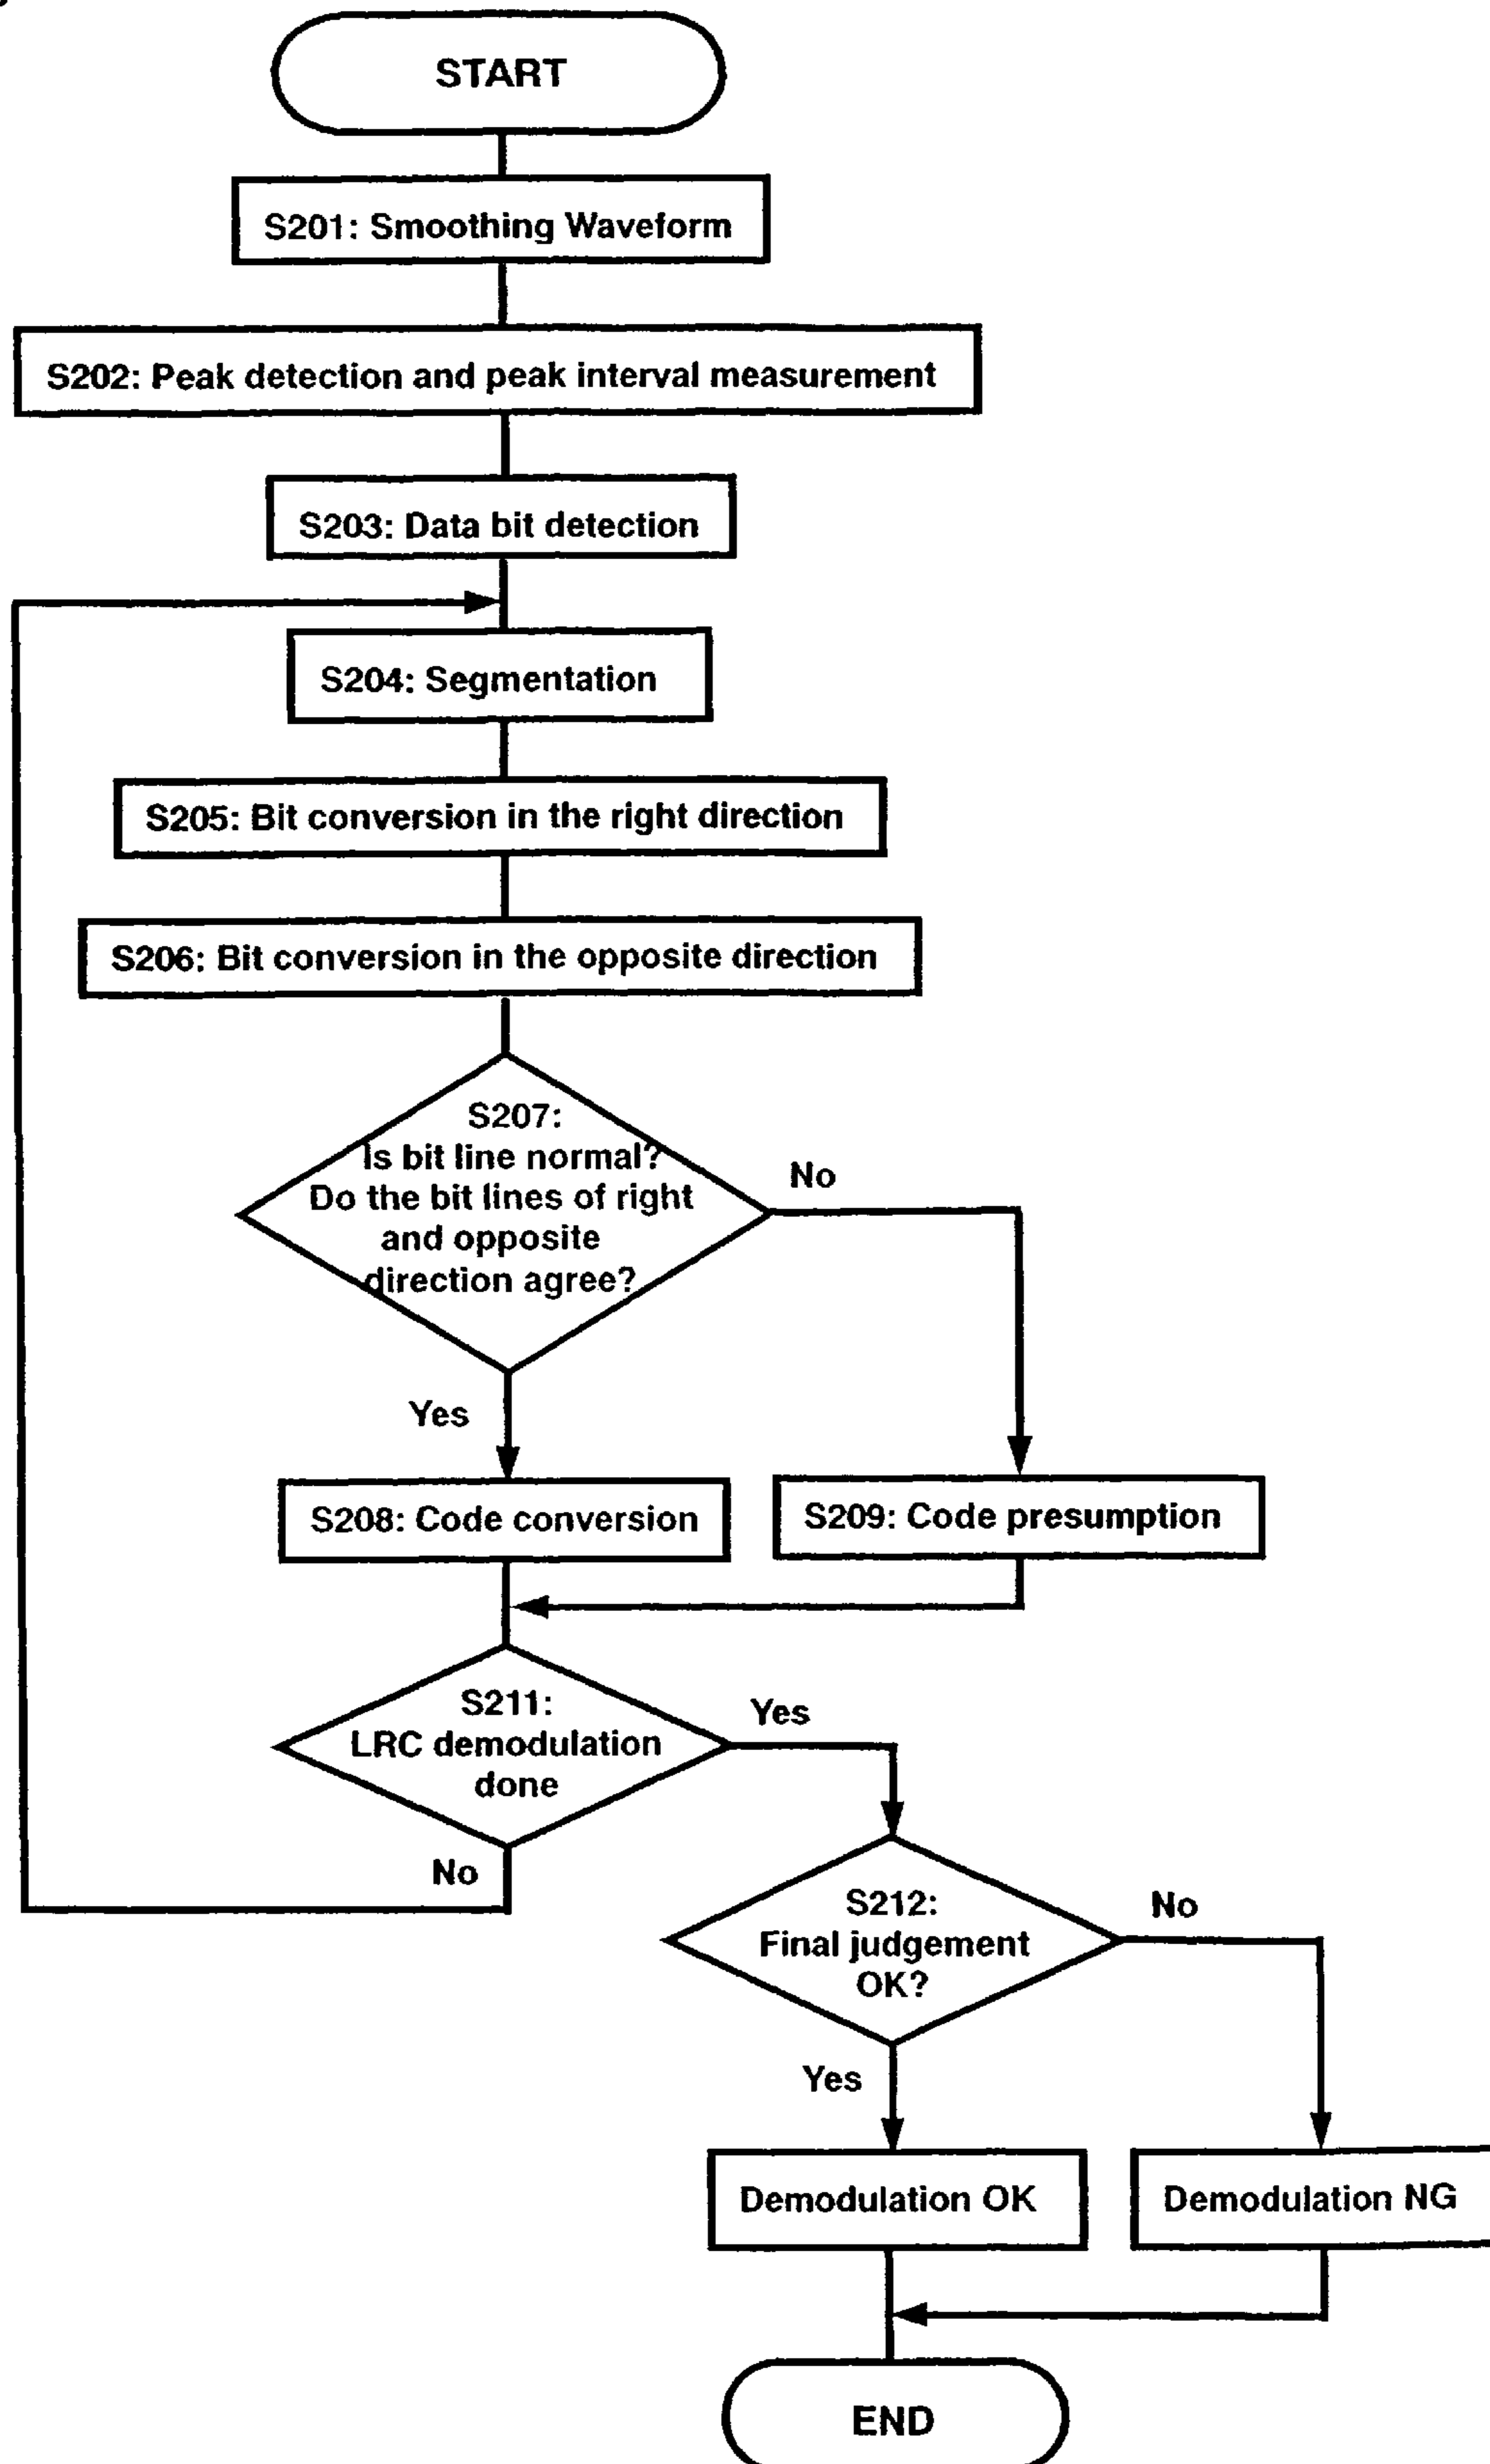 START
S201: Smoothing Waveform
S202: Peak detection and peak interval measurement
S203: Data bit detection
S204: Segmentation
S205: Bit conversion in the right direction
S206: Bit conversion in the opposite direction
S207:
Is bit line normal?
Do the bit lines of right
and opposite
direction agree?
No
Yes
S208: Code conversion
S209: Code presumption
S211:
LRC demodulation
done
Yes
No
S212:
Final judgement
OK?
No
Yes
Demodulation OK
Demodulation NG
END